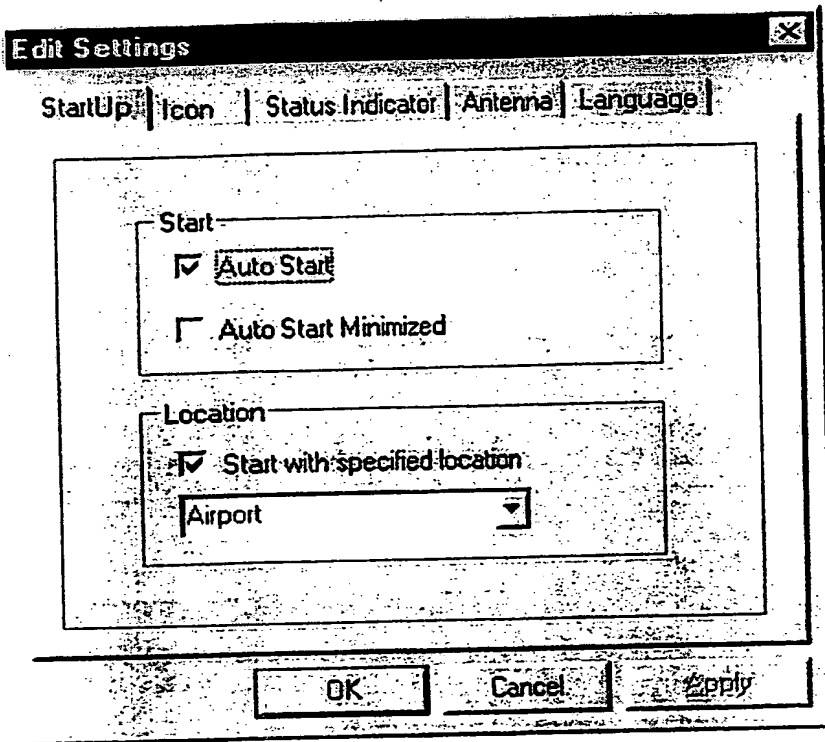 Edit Settings
StartUp Icon Status Indicator Antenna Language
Start
Auto Start
Auto Start Minimized
Location
Start with specified location
Airport
OK Cancel Apply